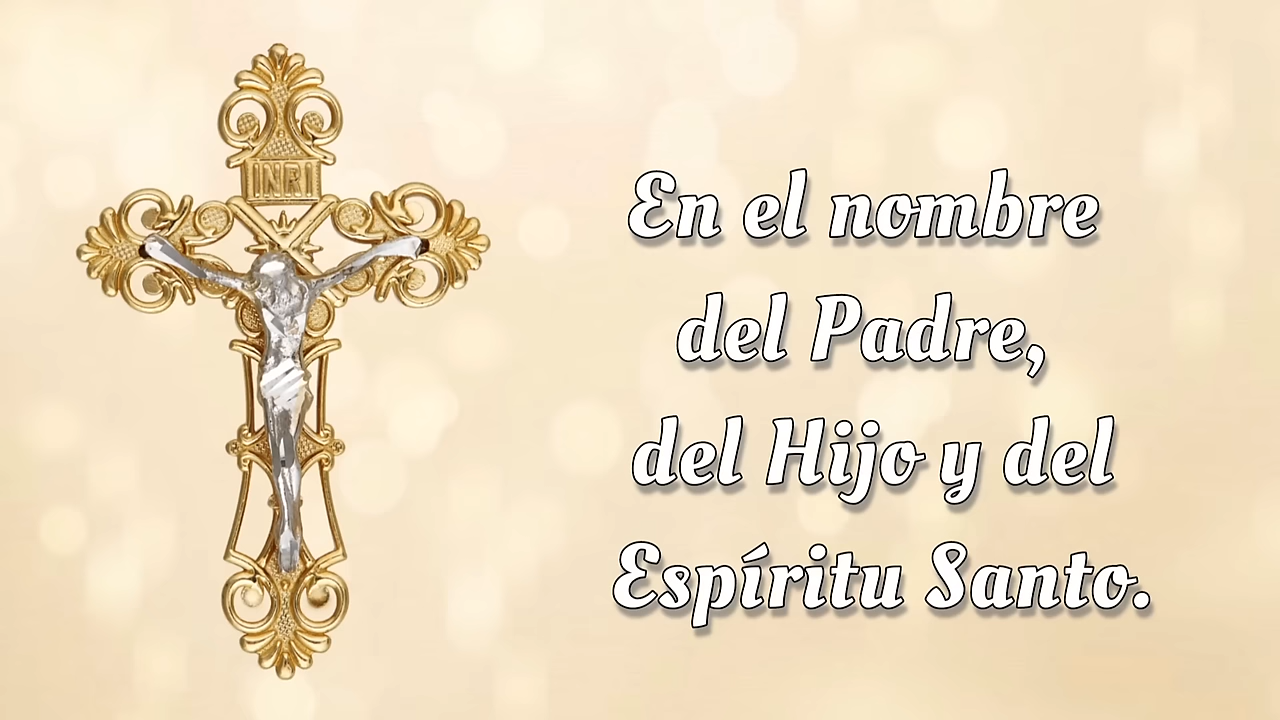 INRI
En el nombre
del Padre,
del Hijo y del
Espíritu Santo.